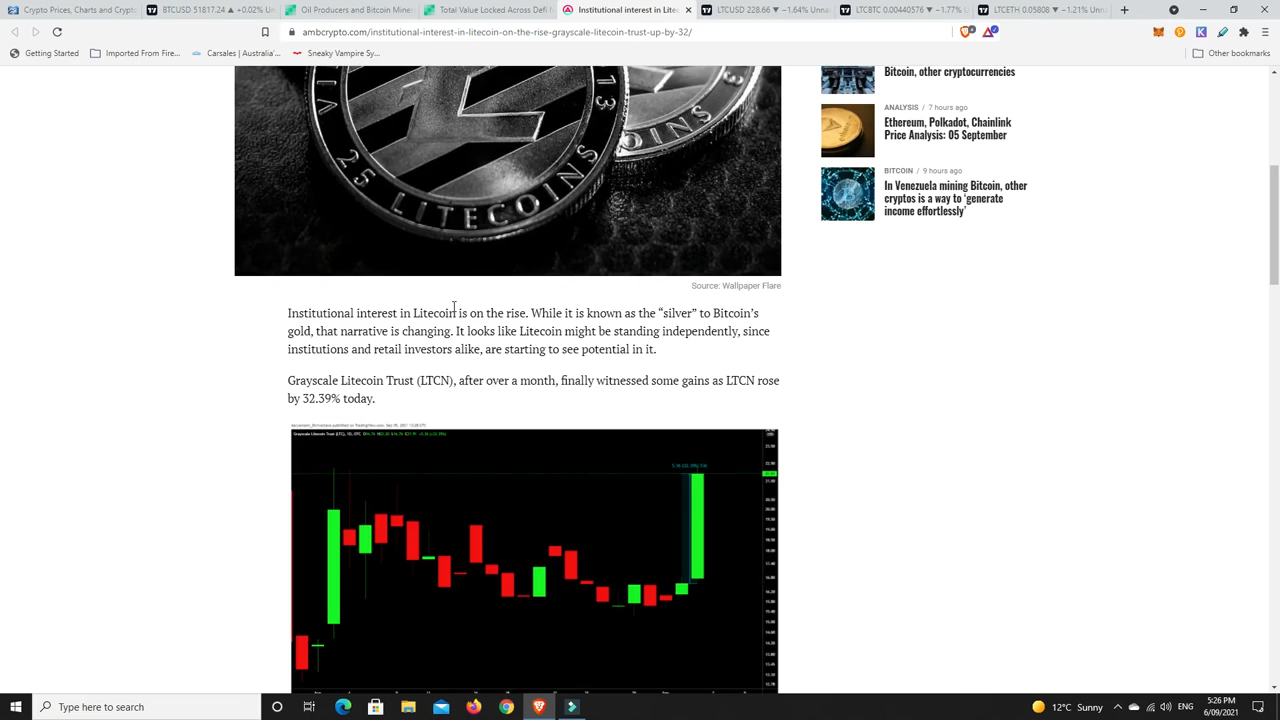 Crypto Prices, Charts and Crypto
BTCUSD 51817.24 ▲ +0.02% Un
Oil Producers and Bitcoin Miner
Total Value Locked Across DeFi
Institutional interest in Litec
LTCUSD 228.66 ▼ −1.64% Unna
LTCBTC 0.00440576 ▼ −1.77% U
LTCETH 0.05808 ▼ −1.21% Unna
ambcrypto.com/institutional-interest-in-litecoin-on-the-rise-grayscale-litecoin-trust-up-by-32/
Getting Started
Imported From Fire...
Carsales | Australia's...
Sneaky Vampire Sy...
Other bookmarks
Bitcoin, other cryptocurrencies
ANALYSIS / 7 hours ago
Ethereum, Polkadot, Chainlink
Price Analysis: 05 September
BITCOIN / 9 hours ago
In Venezuela mining Bitcoin, other
cryptos is a way to 'generate
income effortlessly'
25 LITECOINS
Source: Wallpaper Flare
Institutional interest in Litecoin is on the rise. While it is known as the “silver” to Bitcoin’s
gold, that narrative is changing. It looks like Litecoin might be standing independently, since
institutions and retail investors alike, are starting to see potential in it.
Grayscale Litecoin Trust (LTCN), after over a month, finally witnessed some gains as LTCN rose
by 32.39% today.
here to search
12°C Sunny
ENG
5:26 PM
6/09/2021